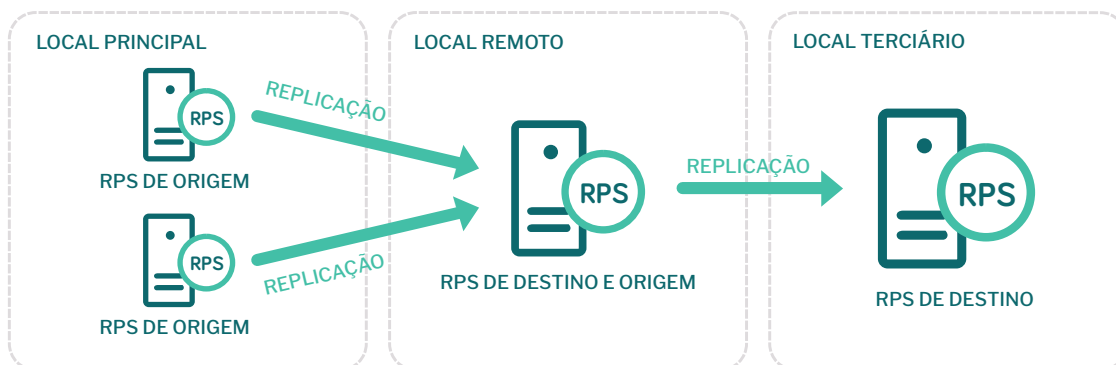 LOCAL PRINCIPAL
RPS
RPS DE ORIGEM
RPS
RPS DE ORIGEM
REPLICAÇÃO
REPLICAÇÃO
LOCAL REMOTO
RPS
RPS DE DESTINO E ORIGEM
REPLICAÇÃO
LOCAL TERCIÁRIO
RPS
RPS DE DESTINO